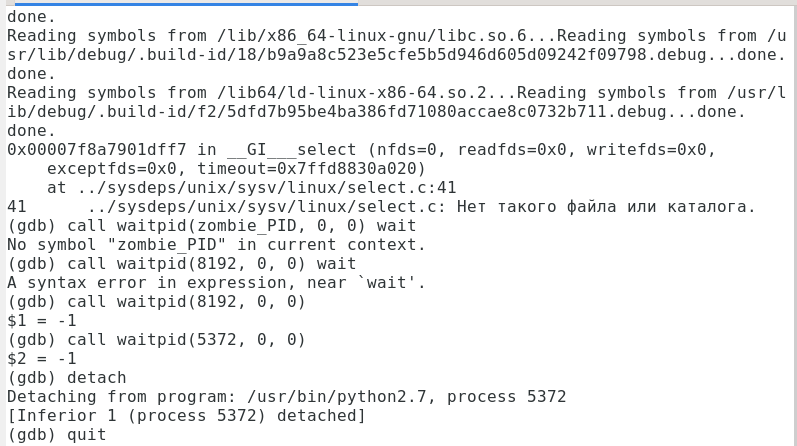 done.
Reading symbols from /lib/x86_64-linux-gnu/libc.so.6...Reading symbols from /u
sr/lib/debug/.build-id/18/b9a9a8c523e5cfe5b5d946d605d09242f09798.debug...done.
done.
Reading symbols from /lib64/ld-linux-x86-64.so.2...Reading symbols from /usr/l
ib/debug/.build-id/f2/5dfd7b95be4ba386fd71080accae8c0732b711.debug...done.
done.
0x00007f8a7901dff7 in __GI___select (nfds=0, readfds=0x0, writefds=0x0,
    exceptfds=0x0, timeout=0x7ffd8830a020)
    at ../sysdeps/unix/sysv/linux/select.c:41
41      ../sysdeps/unix/sysv/linux/select.c: Нет такого файла или каталога.
(gdb) call waitpid(zombie_PID, 0, 0) wait
No symbol "zombie_PID" in current context.
(gdb) call waitpid(8192, 0, 0) wait
A syntax error in expression, near `wait'.
(gdb) call waitpid(8192, 0, 0)
$1 = -1
(gdb) call waitpid(5372, 0, 0)
$2 = -1
(gdb) detach
Detaching from program: /usr/bin/python2.7, process 5372
[Inferior 1 (process 5372) detached]
(gdb) quit